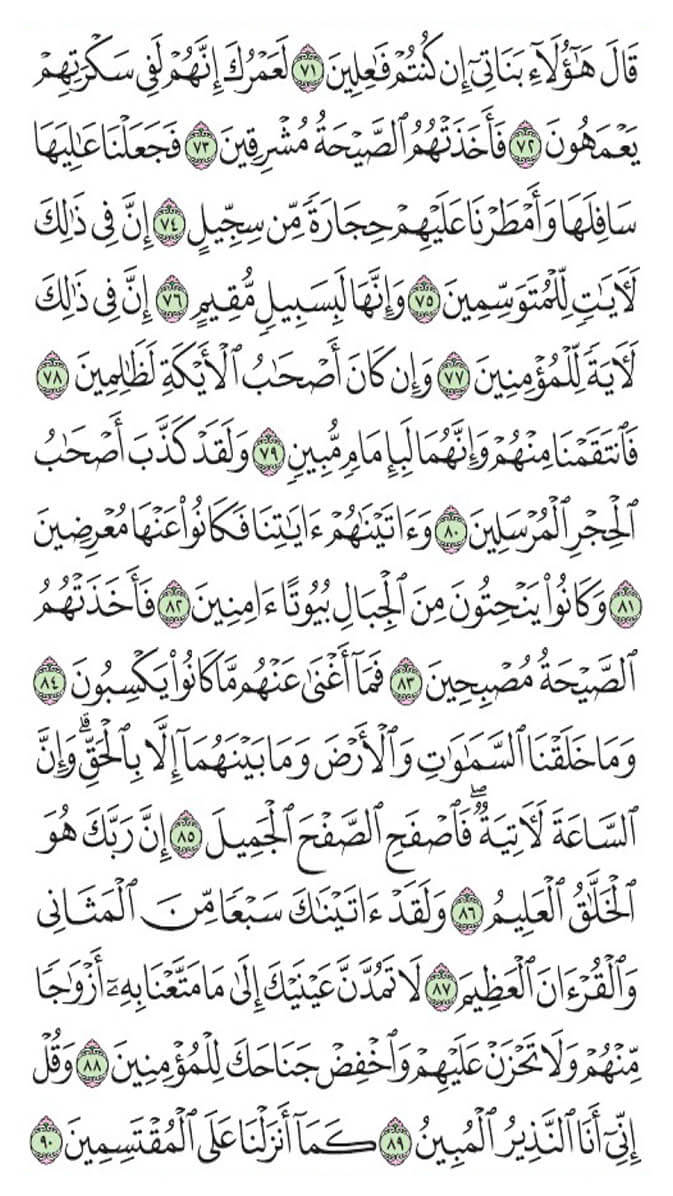 قَالَ هَٰٓؤُلَآءِ بَنَاتِىٓ إِن كُنتُمْ فَٰعِلِينَ ٧١ لَعَمْرُكَ إِنَّهُمْ لَفِى سَكْرَتِهِمْ
يَعْمَهُونَ ٧٢ فَأَخَذَتْهُمُ ٱلصَّيْحَةُ مُشْرِقِينَ ٧٣ فَجَعَلْنَا عَٰلِيَهَا
سَافِلَهَا وَأَمْطَرْنَا عَلَيْهِمْ حِجَارَةً مِّن سِجِّيلٍ ٧٤ إِنَّ فِى ذَٰلِكَ
لَءَايَٰتٍ لِّلْمُتَوَسِّمِينَ ٧٥ وَإِنَّهَا لَبِسَبِيلٍ مُّقِيمٍ ٧٦ إِنَّ فِى ذَٰلِكَ
لَءَايَةً لِّلْمُؤْمِنِينَ ٧٧ وَإِن كَانَ أَصْحَٰبُ ٱلْأَيْكَةِ لَظَٰلِمِينَ ٧٨
فَٱنتَقَمْنَا مِنْهُمْ وَإِنَّهُمَا لَبِإِمَامٍ مُّبِينٍ ٧٩ وَلَقَدْ كَذَّبَ أَصْحَٰبُ
ٱلْحِجْرِ ٱلْمُرْسَلِينَ ٨٠ وَءَاتَيْنَٰهُمْ ءَايَٰتِنَا فَكَانُوا۟ عَنْهَا مُعْرِضِينَ
٨١ وَكَانُوا۟ يَنْحِتُونَ مِنَ ٱلْجِبَالِ بُيُوتًا ءَامِنِينَ ٨٢ فَأَخَذَتْهُمُ
ٱلصَّيْحَةُ مُصْبِحِينَ ٨٣ فَمَآ أَغْنَىٰ عَنْهُم مَّا كَانُوا۟ يَكْسِبُونَ ٨٤
وَمَا خَلَقْنَا ٱلسَّمَٰوَٰتِ وَٱلْأَرْضَ وَمَا بَيْنَهُمَآ إِلَّا بِٱلْحَقِّ ۗ وَإِنَّ
ٱلسَّاعَةَ لَءَاتِيَةٌ ۖ فَٱصْفَحِ ٱلصَّفْحَ ٱلْجَمِيلَ ٨٥ إِنَّ رَبَّكَ هُوَ
ٱلْخَلَّٰقُ ٱلْعَلِيمُ ٨٦ وَلَقَدْ ءَاتَيْنَٰكَ سَبْعًا مِّنَ ٱلْمَثَانِى
وَٱلْقُرْءَانَ ٱلْعَظِيمَ ٨٧ لَا تَمُدَّنَّ عَيْنَيْكَ إِلَىٰ مَا مَتَّعْنَا بِهِۦٓ أَزْوَٰجًا
مِّنْهُمْ وَلَا تَحْزَنْ عَلَيْهِمْ وَٱخْفِضْ جَنَاحَكَ لِلْمُؤْمِنِينَ ٨٨ وَقُلْ
إِنِّىٓ أَنَا ٱلنَّذِيرُ ٱلْمُبِينُ ٨٩ كَمَآ أَنزَلْنَا عَلَى ٱلْمُقْتَسِمِينَ ٩٠